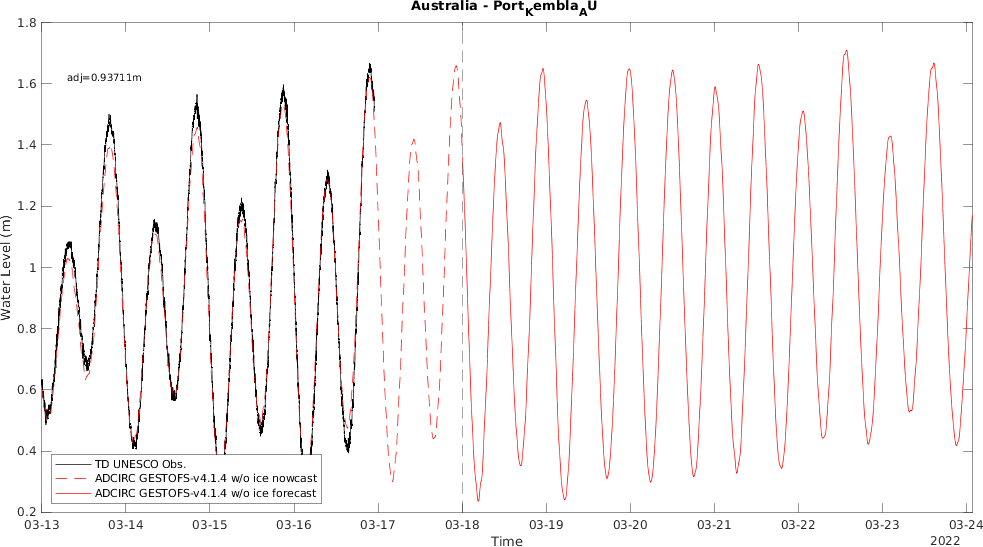 Australia - Port_Kembla_AU
1.8
1.6
1.4
1.2
1
0.8
0.6
0.4
0.2
Water Level (m)
adj=0.93711m
TD UNESCO Obs.
ADCIRC GESTOFS-v4.1.4 w/o ice nowcast
ADCIRC GESTOFS-v4.1.4 w/o ice forecast
03-13 03-14 03-15 03-16 03-17 03-18 03-19 03-20 03-21 03-22 03-23 03-24
Time
2022